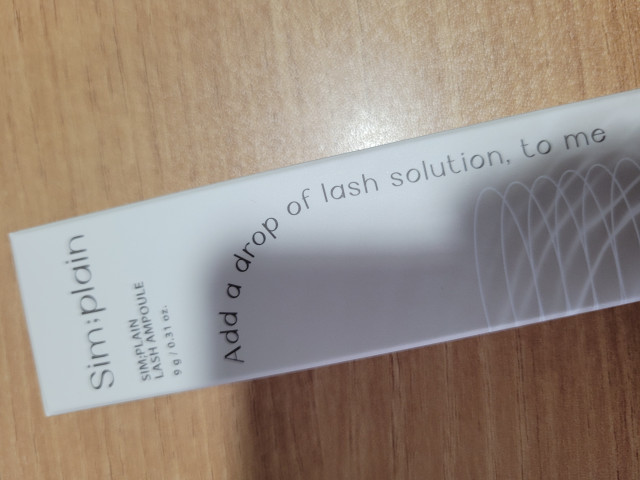 Sim;plain
SIM;PLAIN
LASH AMPOULE
9 g / 0.31 oz.
Add a drop of lash solution, to me